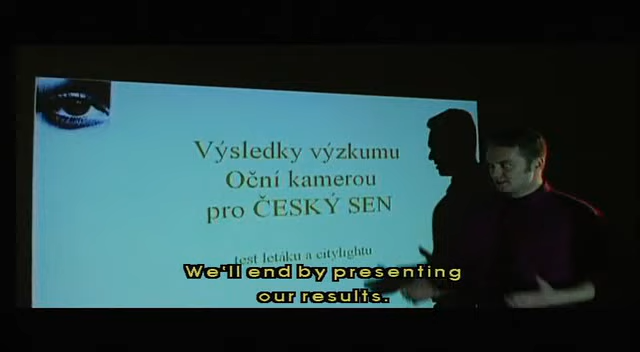 Výsledky výzkumu
Oční kamerou
pro ČESKÝ SEN
test letáku a citylightu
We'll end by presenting
our results.